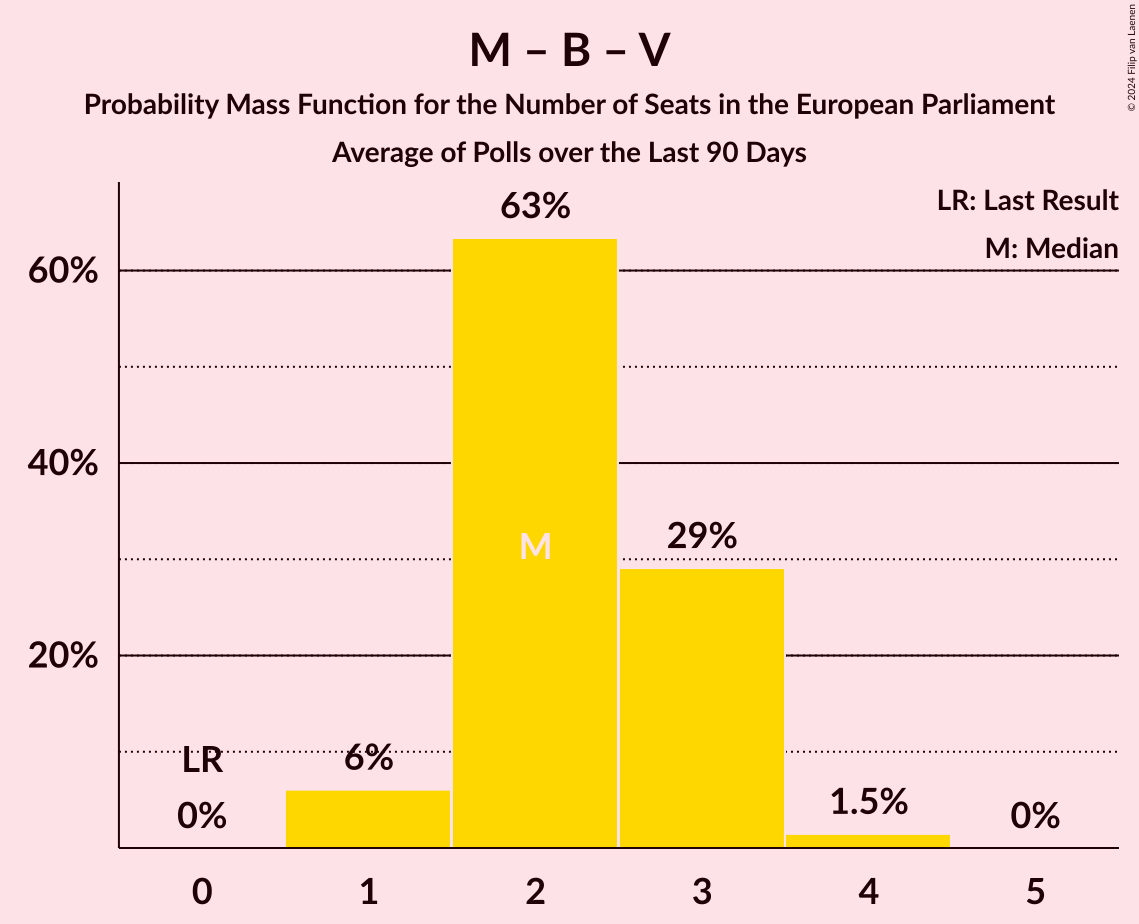 M – B – V
Probability Mass Function for the Number of Seats in the European Parliament
Average of Polls over the Last 90 Days
© 2024 Filip van Laenen
LR: Last Result
M: Median
63%
60%
40%
M
29%
20%
LR
6%
0%
1.5%
0%
0 1 2 3 4 5